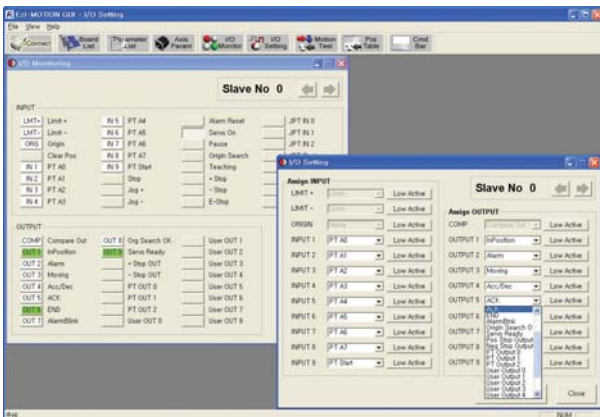 Ezi-MOTION GUI - I/O Setting
File View Help
Connect Board List Parameter List Axis Param I/O Monitor I/O Setting Motion Test Pos Table Cmd Bar
I/O Monitoring
Slave No 0
INPUT
LMT+ Limit + IN 5 PT A4 Alarm Reset JPT IN 0
LMT- Limit - IN 6 PT A5 Servo On JPT IN 1
ORG Origin IN 7 PT A6 Pause JPT IN 2
Clear Pos IN 8 PT A7 Origin Search
IN 1 PT A0 IN 9 PT Start Teaching
IN 2 PT A1 Stop + Stop
IN 3 PT A2 Jog + - Stop
IN 4 PT A3 Jog - E-Stop
OUTPUT
COMP Compare Out OUT 8 Org Search OK User OUT 1
OUT 1 InPosition OUT 9 Servo Ready User OUT 2
OUT 2 Alarm + Stop OUT User OUT 3
OUT 3 Moving - Stop OUT User OUT 4
OUT 4 Acc/Dec PT OUT 0 User OUT 5
OUT 5 ACK PT OUT 1 User OUT 6
OUT 6 END PT OUT 2 User OUT 7
OUT 7 AlarmBlink User OUT 0 User OUT 8
I/O Setting
Slave No 0
Assign INPUT
LIMIT + Limit+ Low Active
LIMIT - Limit- Low Active
ORIGIN Low Active
INPUT 1 PT A0 Low Active
INPUT 2 PT A1 Low Active
INPUT 3 PT A2 Low Active
INPUT 4 PT A3 Low Active
INPUT 5 PT A4 Low Active
INPUT 6 PT A5 Low Active
INPUT 7 PT A6 Low Active
INPUT 8 PT A7 Low Active
INPUT 9 PT Start Low Active
Assign OUTPUT
COMP Compare Out Low Active
OUTPUT 1 InPosition Low Active
OUTPUT 2 Alarm Low Active
OUTPUT 3 Moving Low Active
OUTPUT 4 Acc/Dec Low Active
OUTPUT 5 ACK Low Active
OUTPUT 6 Low Active
OUTPUT 7 Low Active
OUTPUT 8 Low Active
OUTPUT 9 Low Active
ACK
END
AlarmBlink
Origin Search O
Servo Ready
Pos Stop Output
Neg Stop Output
PT Output 0
PT Output 1
PT Output 2
User Output 0
User Output 1
User Output 2
User Output 3
User Output 4
Close
NUM